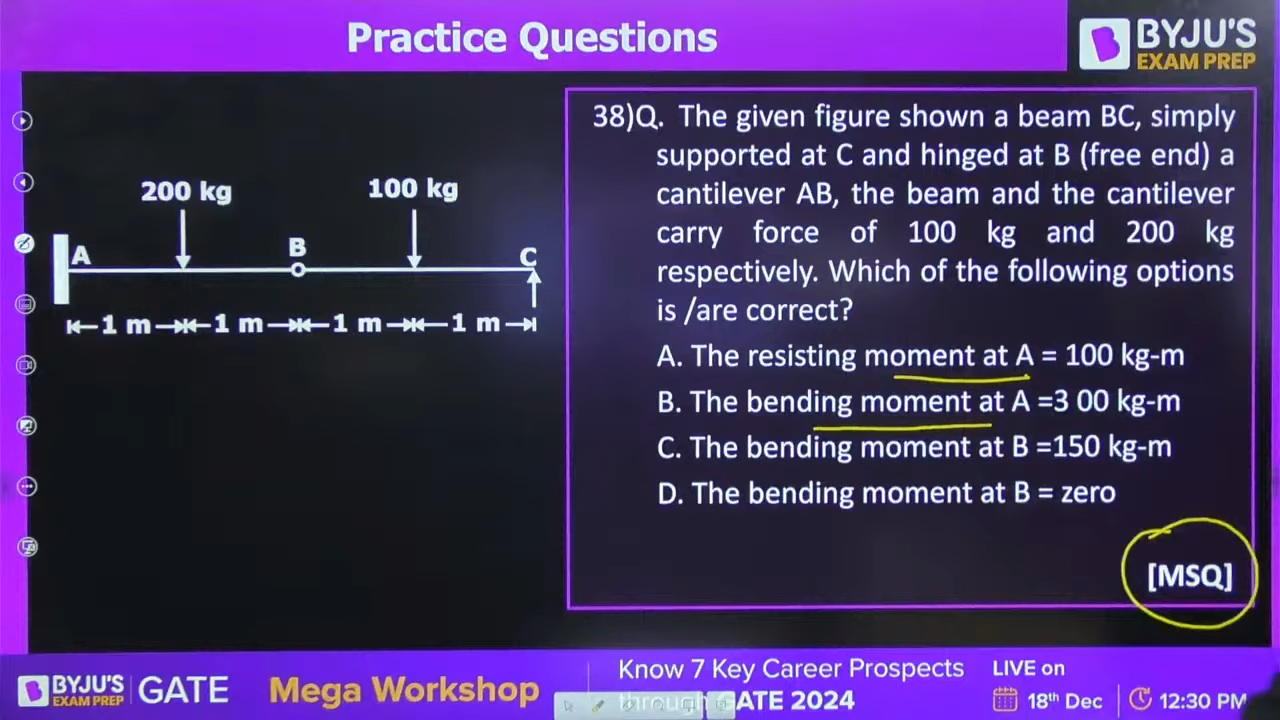 Practice Questions
BYJU'S
EXAM PREP
38)Q. The given figure shown a beam BC, simply
supported at C and hinged at B (free end) a
cantilever AB, the beam and the cantilever
carry force of 100 kg and 200 kg
respectively. Which of the following options
is /are correct?
A. The resisting moment at A = 100 kg-m
B. The bending moment at A =3 00 kg-m
C. The bending moment at B =150 kg-m
D. The bending moment at B = zero
[MSQ]
200 kg
100 kg
A
B
C
1 m
1 m
1 m
1 m
BYJU'S
EXAM PREP
GATE
Mega Workshop
Know 7 Key Career Prospects
through GATE 2024
LIVE on
18th Dec
12:30 PM